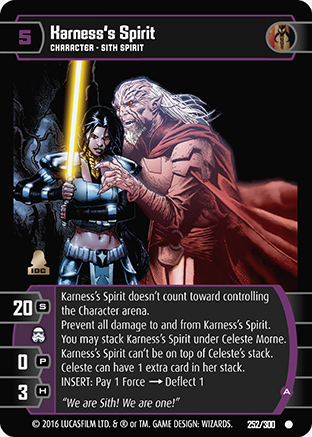 5
Karness's Spirit
CHARACTER - SITH SPIRIT
IDC
20 S
0 P
3 H
Karness's Spirit doesn't count toward controlling
the Character arena.
Prevent all damage to and from Karness's Spirit.
You may stack Karness's Spirit under Celeste Morne.
Karness's Spirit can't be on top of Celeste's stack.
Celeste can have 1 extra card in her stack.
INSERT: Pay 1 Force → Deflect 1
"We are Sith! We are one!"
A
© 2016 LUCASFILM LTD. & ® or TM. GAME DESIGN: WIZARDS.
252/300